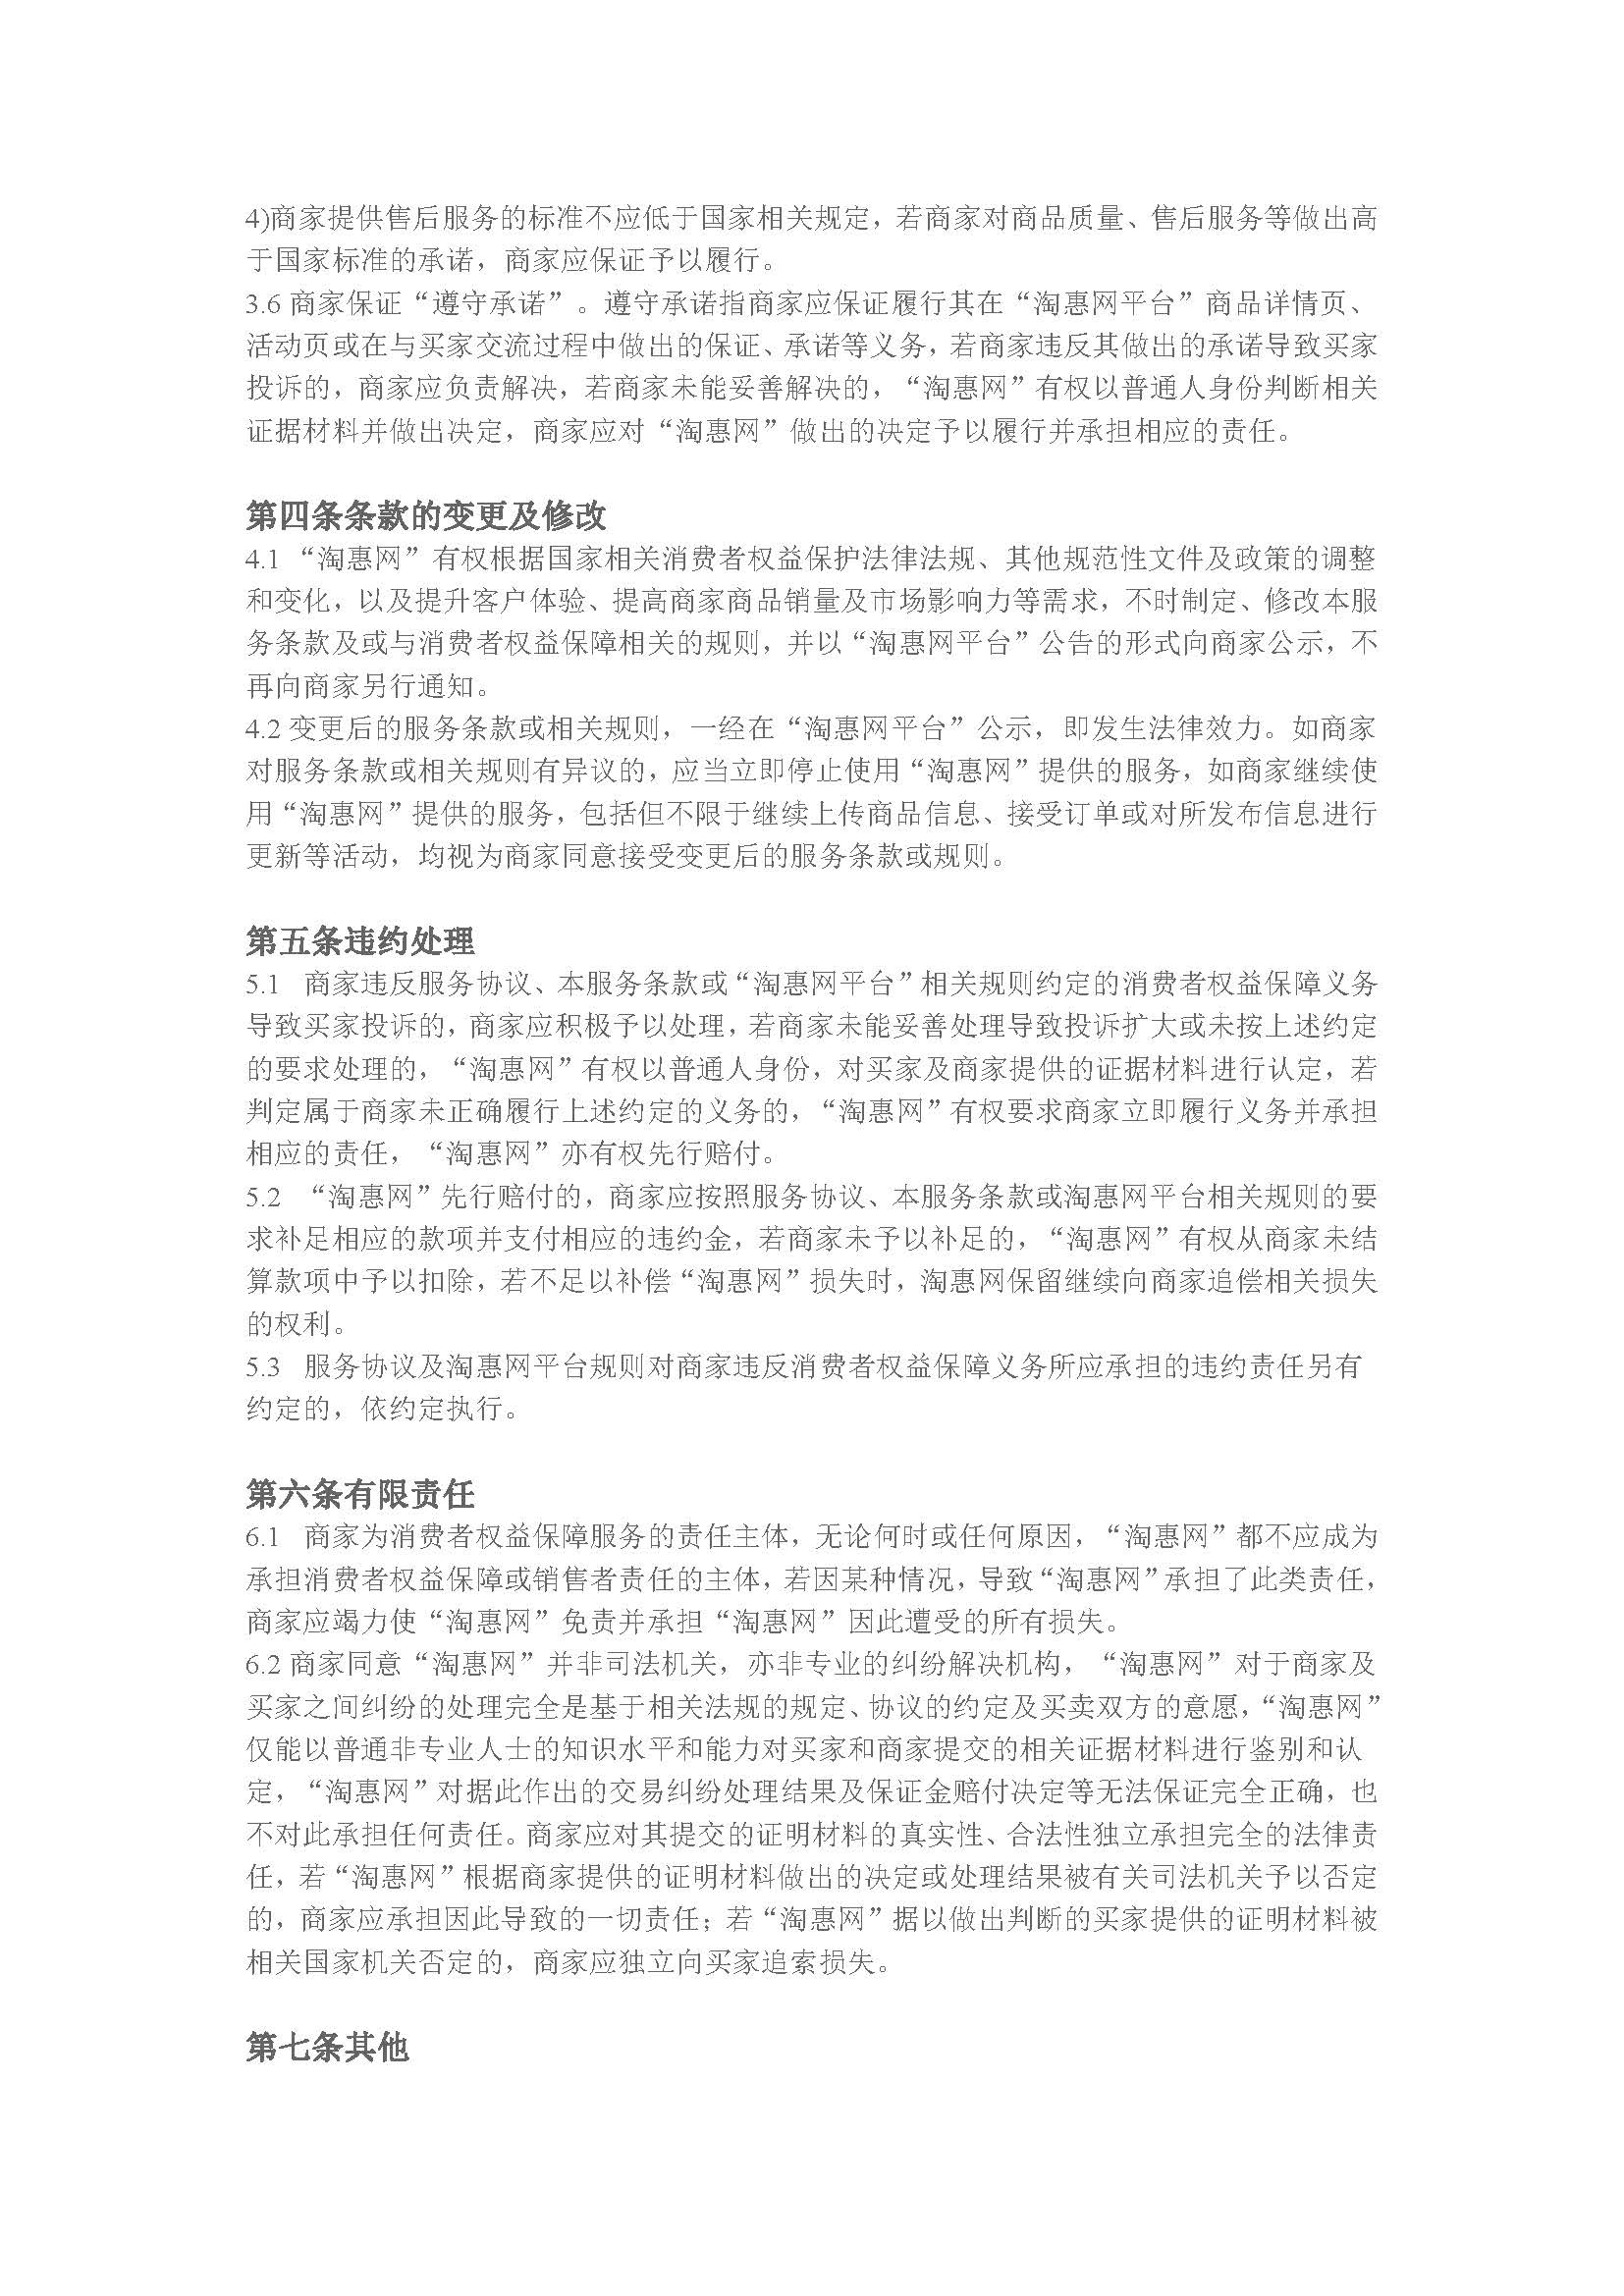 4)商家提供售后服务的标准不应低于国家相关规定，若商家对商品质量、售后服务等做出高
于国家标准的承诺，商家应保证予以履行。
3.6 商家保证“遵守承诺”。遵守承诺指商家应保证履行其在“淘惠网平台”商品详情页、
活动页或在与买家交流过程中做出的保证、承诺等义务，若商家违反其做出的承诺导致买家
投诉的，商家应负责解决，若商家未能妥善解决的，“淘惠网”有权以普通人身份判断相关
证据材料并做出决定，商家应对“淘惠网”做出的决定予以履行并承担相应的责任。
第四条条款的变更及修改
4.1 “淘惠网”有权根据国家相关消费者权益保护法律法规、其他规范性文件及政策的调整
和变化，以及提升客户体验、提高商家商品销量及市场影响力等需求，不时制定、修改本服
务条款及或与消费者权益保障相关的规则，并以“淘惠网平台”公告的形式向商家公示，不
再向商家另行通知。
4.2 变更后的服务条款或相关规则，一经在“淘惠网平台”公示，即发生法律效力。如商家
对服务条款或相关规则有异议的，应当立即停止使用“淘惠网”提供的服务，如商家继续使
用“淘惠网”提供的服务，包括但不限于继续上传商品信息、接受订单或对所发布信息进行
更新等活动，均视为商家同意接受变更后的服务条款或规则。
第五条违约处理
5.1 商家违反服务协议、本服务条款或“淘惠网平台”相关规则约定的消费者权益保障义务
导致买家投诉的，商家应积极予以处理，若商家未能妥善处理导致投诉扩大或未按上述约定
的要求处理的，“淘惠网”有权以普通人身份，对买家及商家提供的证据材料进行认定，若
判定属于商家未正确履行上述约定的义务的，“淘惠网”有权要求商家立即履行义务并承担
相应的责任，“淘惠网”亦有权先行赔付。
5.2 “淘惠网”先行赔付的，商家应按照服务协议、本服务条款或淘惠网平台相关规则的要
求补足相应的款项并支付相应的违约金，若商家未予以补足的，“淘惠网”有权从商家未结
算款项中予以扣除，若不足以补偿“淘惠网”损失时，淘惠网保留继续向商家追偿相关损失
的权利。
5.3 服务协议及淘惠网平台规则对商家违反消费者权益保障义务所应承担的违约责任另有
约定的，依约定执行。
第六条有限责任
6.1 商家为消费者权益保障服务的责任主体，无论何时或任何原因，“淘惠网”都不应成为
承担消费者权益保障或销售者责任的主体，若因某种情况，导致“淘惠网”承担了此类责任，
商家应竭力使“淘惠网”免责并承担“淘惠网”因此遭受的所有损失。
6.2 商家同意“淘惠网”并非司法机关，亦非专业的纠纷解决机构，“淘惠网”对于商家及
买家之间纠纷的处理完全是基于相关法规的规定、协议的约定及买卖双方的意愿，“淘惠网”
仅能以普通非专业人士的知识水平和能力对买家和商家提交的相关证据材料进行鉴别和认
定，“淘惠网”对据此作出的交易纠纷处理结果及保证金赔付决定等无法保证完全正确，也
不对此承担任何责任。商家应对其提交的证明材料的真实性、合法性独立承担完全的法律责
任，若“淘惠网”根据商家提供的证明材料做出的决定或处理结果被有关司法机关予以否定
的，商家应承担因此导致的一切责任；若“淘惠网”据以做出判断的买家提供的证明材料被
相关国家机关否定的，商家应独立向买家追索损失。
第七条其他